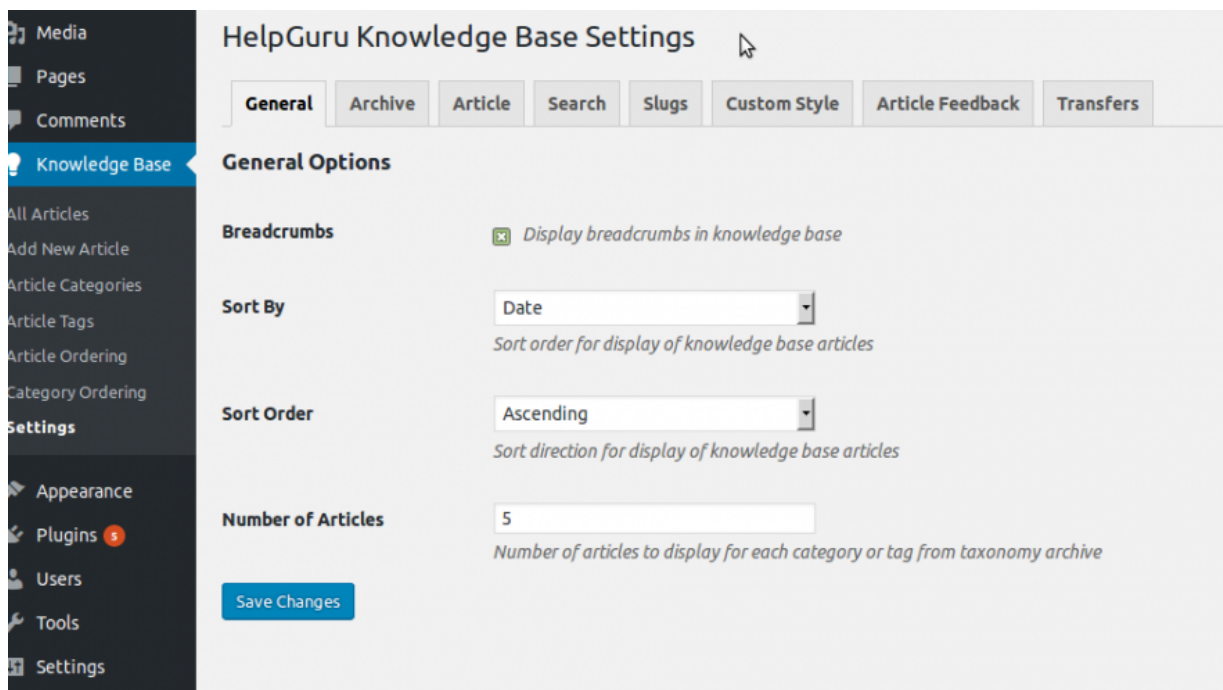 Media
Pages
Comments
Knowledge Base
All Articles
Add New Article
Article Categories
Article Tags
Article Ordering
Category Ordering
Settings
Appearance
Plugins 5
Users
Tools
Settings
HelpGuru Knowledge Base Settings
General Archive Article Search Slugs Custom Style Article Feedback Transfers
General Options
Breadcrumbs Display breadcrumbs in knowledge base
Sort By Date
Sort order for display of knowledge base articles
Sort Order Ascending
Sort direction for display of knowledge base articles
Number of Articles 5
Number of articles to display for each category or tag from taxonomy archive
Save Changes